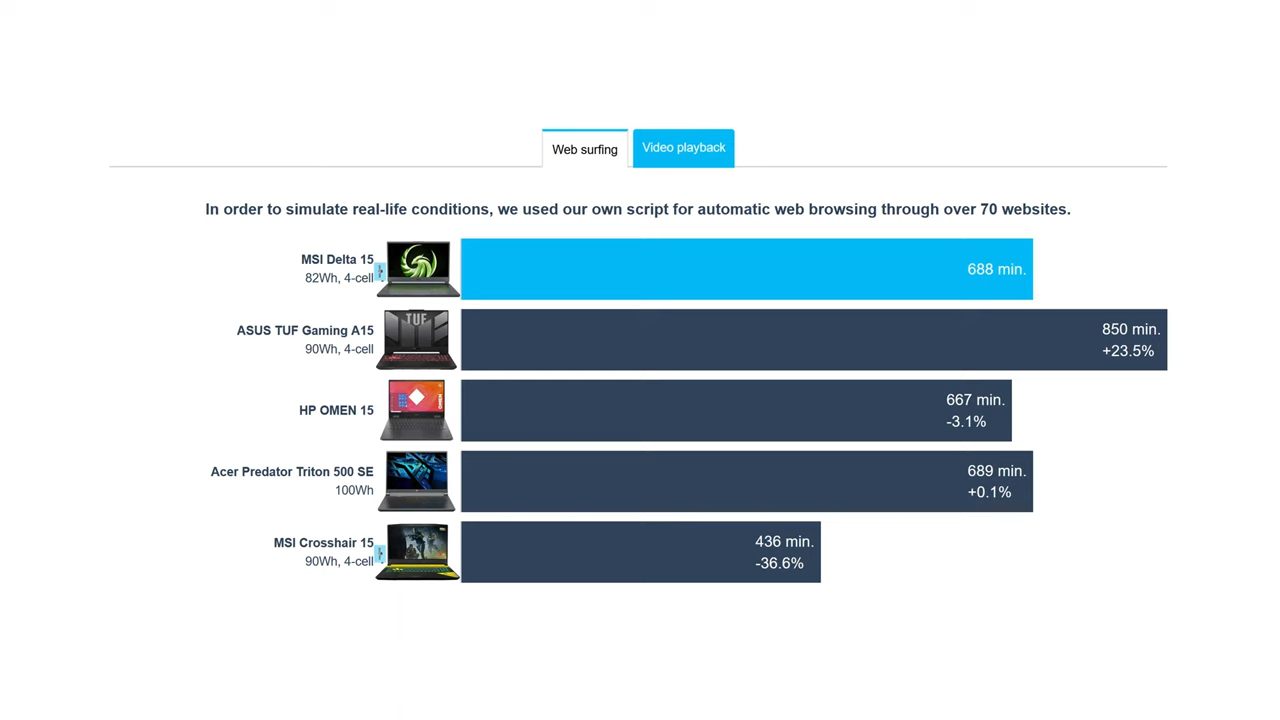 Web surfing
Video playback
In order to simulate real-life conditions, we used our own script for automatic web browsing through over 70 websites.
MSI Delta 15
82Wh, 4-cell
688 min.
ASUS TUF Gaming A15
90Wh, 4-cell
TUF
850 min.
+23.5%
HP OMEN 15
OMEN
667 min.
-3.1%
Acer Predator Triton 500 SE
100Wh
689 min.
+0.1%
MSI Crosshair 15
90Wh, 4-cell
436 min.
-36.6%